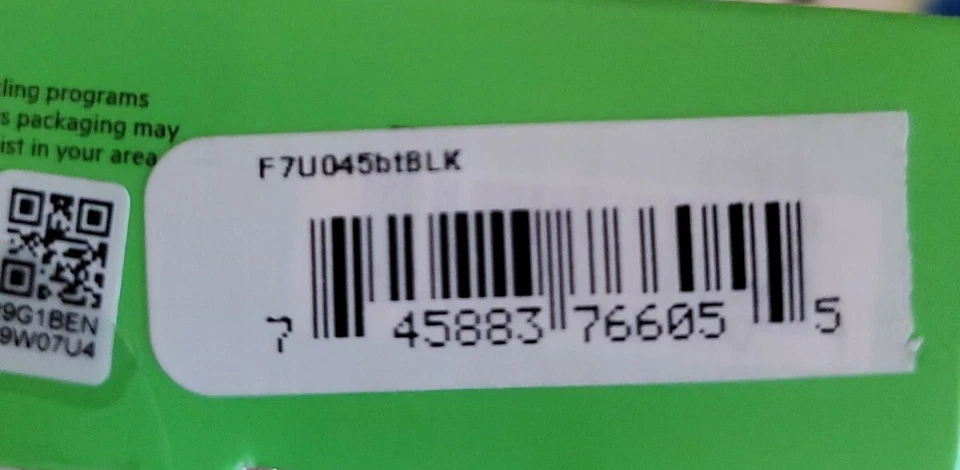 ling programs
s packaging may
ist in your area
F7U045btBLK
9G1BEN
9W07U4
7 45883 76605 5